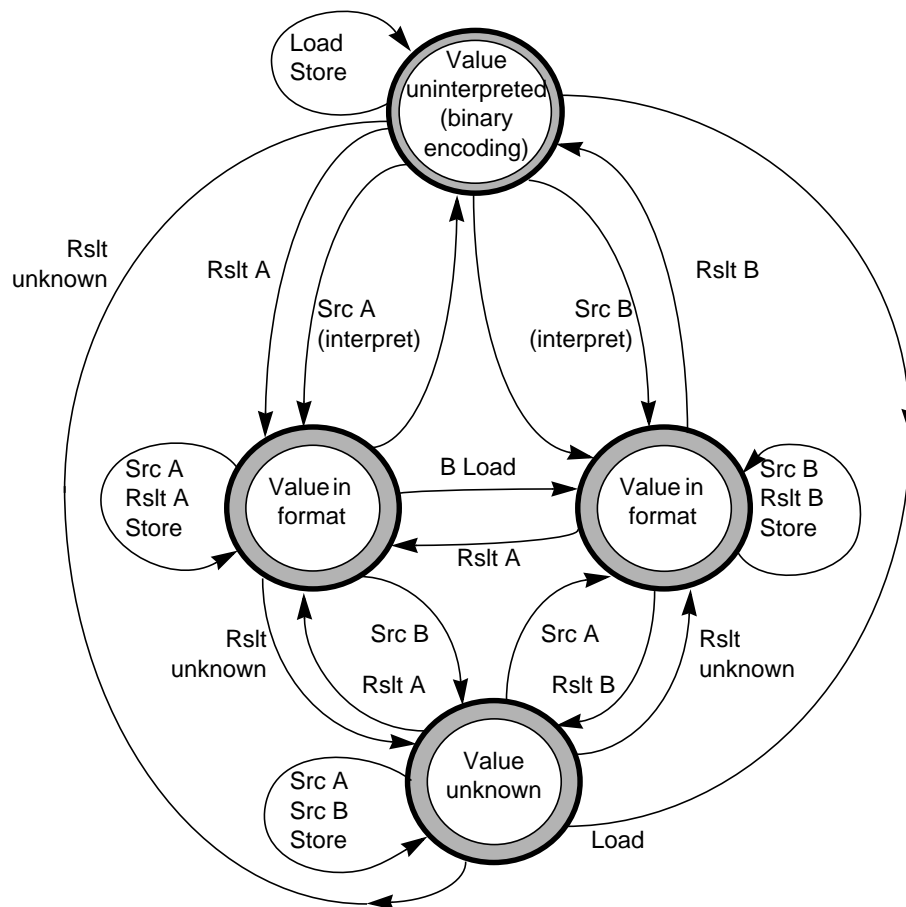 Load
Store
Value
uninterpreted
(binary
encoding)
Rslt
unknown
Rslt A
Rslt B
Src A
(interpret)
Src B
(interpret)
Src A
Rslt A
Store
Value in
format
B Load
Value in
format
Src B
Rslt B
Store
Rslt A
Rslt
unknown
Src B
Src A
Rslt
unknown
Rslt A
Rslt B
Src A
Src B
Store
Value
unknown
Load